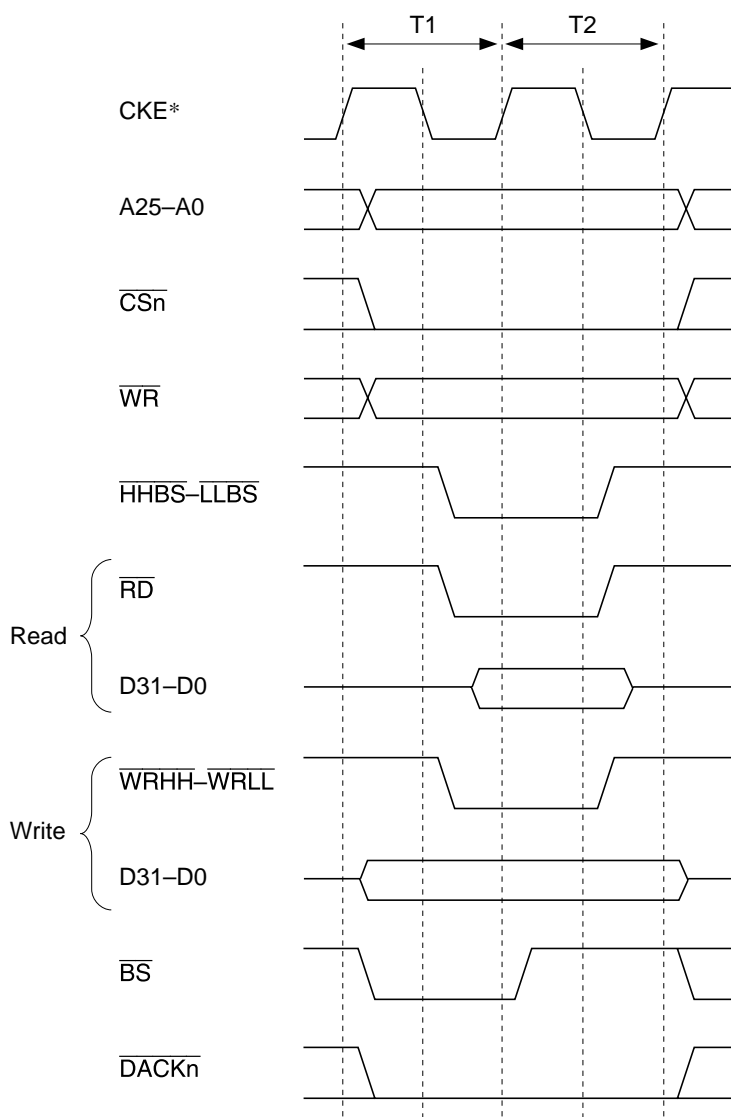 T1 T2
CKE*
A25–A0
CSn
WR
HHBS–LLBS
RD
Read
D31–D0
WRHH–WRLL
Write
D31–D0
BS
DACKn